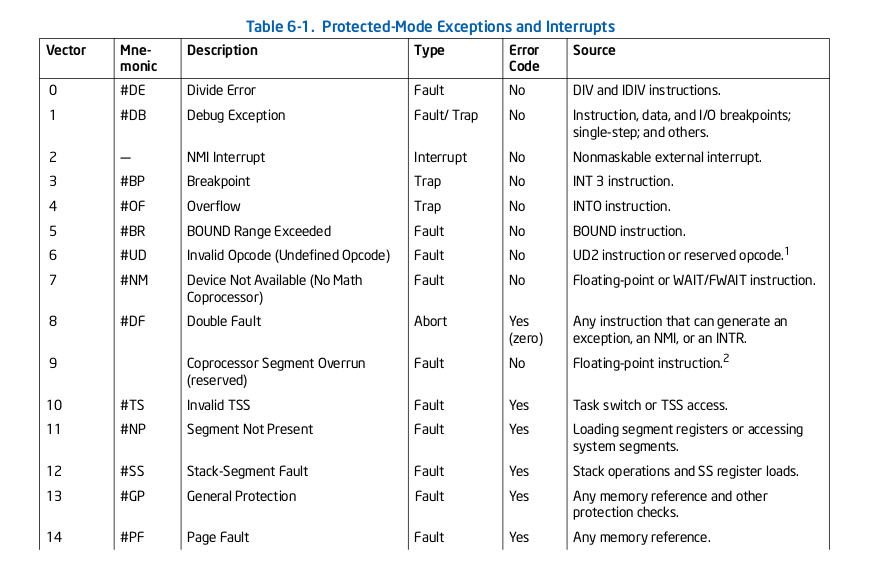 Table 6-1. Protected-Mode Exceptions and Interrupts
Vector Mne-monic Description Type Error Code Source
0 #DE Divide Error Fault No DIV and IDIV instructions.
1 #DB Debug Exception Fault/ Trap No Instruction, data, and I/O breakpoints;
single-step; and others.
2 — NMI Interrupt Interrupt No Nonmaskable external interrupt.
3 #BP Breakpoint Trap No INT 3 instruction.
4 #OF Overflow Trap No INTO instruction.
5 #BR BOUND Range Exceeded Fault No BOUND instruction.
6 #UD Invalid Opcode (Undefined Opcode) Fault No UD2 instruction or reserved opcode.1
7 #NM Device Not Available (No Math Fault No Floating-point or WAIT/FWAIT instruction.
Coprocessor)
8 #DF Double Fault Abort Yes Any instruction that can generate an
(zero) exception, an NMI, or an INTR.
9 Coprocessor Segment Overrun Fault No Floating-point instruction.2
(reserved)
10 #TS Invalid TSS Fault Yes Task switch or TSS access.
11 #NP Segment Not Present Fault Yes Loading segment registers or accessing
system segments.
12 #SS Stack-Segment Fault Fault Yes Stack operations and SS register loads.
13 #GP General Protection Fault Yes Any memory reference and other
protection checks.
14 #PF Page Fault Fault Yes Any memory reference.